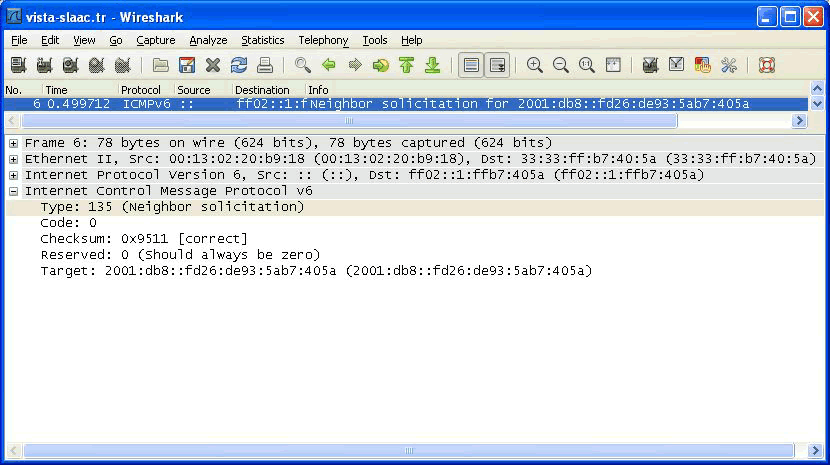 vista-slaac.tr - Wireshark
File Edit View Go Capture Analyze Statistics Telephony Tools Help
No. Time Protocol Source Destination Info
6 0.499712 ICMPv6 :: ff02::1:f Neighbor solicitation for 2001:db8::fd26:de93:5ab7:405a
Frame 6: 78 bytes on wire (624 bits), 78 bytes captured (624 bits)
Ethernet II, Src: 00:13:02:20:b9:18 (00:13:02:20:b9:18), Dst: 33:33:ff:b7:40:5a (33:33:ff:b7:40:5a)
Internet Protocol Version 6, Src: :: (::), Dst: ff02::1:ffb7:405a (ff02::1:ffb7:405a)
Internet Control Message Protocol v6
Type: 135 (Neighbor solicitation)
Code: 0
Checksum: 0x9511 [correct]
Reserved: 0 (Should always be zero)
Target: 2001:db8::fd26:de93:5ab7:405a (2001:db8::fd26:de93:5ab7:405a)